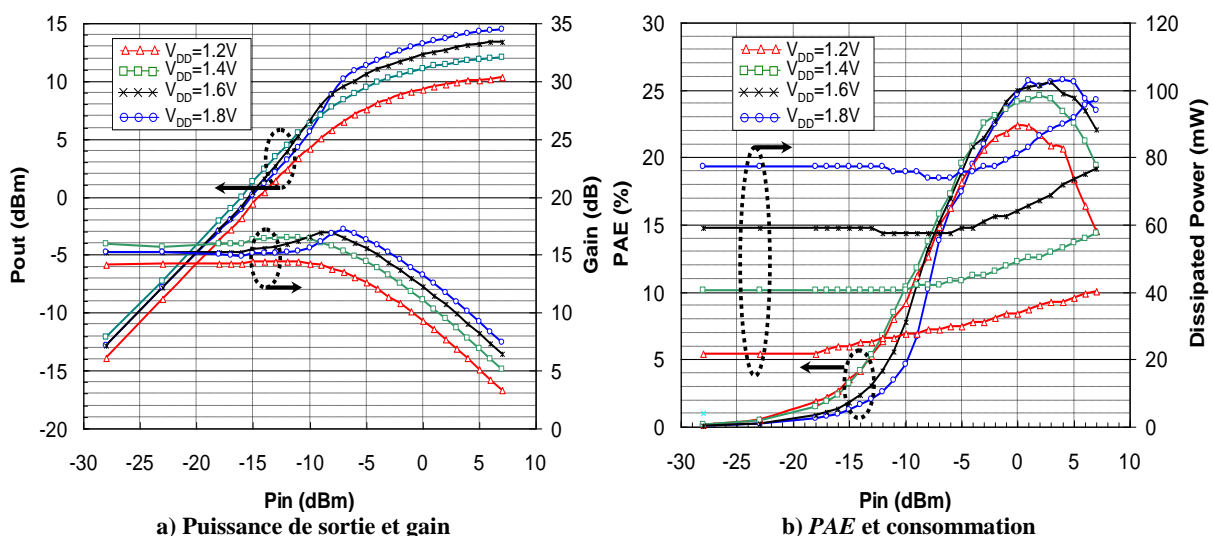 15
10
5
0
-5
-10
-15
-20
Pout (dBm)
V_DD=1.2V
V_DD=1.4V
V_DD=1.6V
V_DD=1.8V
35
30
25
20
15
10
5
0
Gain (dB)
-30 -25 -20 -15 -10 -5 0 5 10
Pin (dBm)
a) Puissance de sortie et gain
30
25
20
15
10
5
0
PAE (%)
V_DD=1.2V
V_DD=1.4V
V_DD=1.6V
V_DD=1.8V
120
100
80
60
40
20
0
Dissipated Power (mW)
-30 -25 -20 -15 -10 -5 0 5 10
Pin (dBm)
b) PAE et consommation